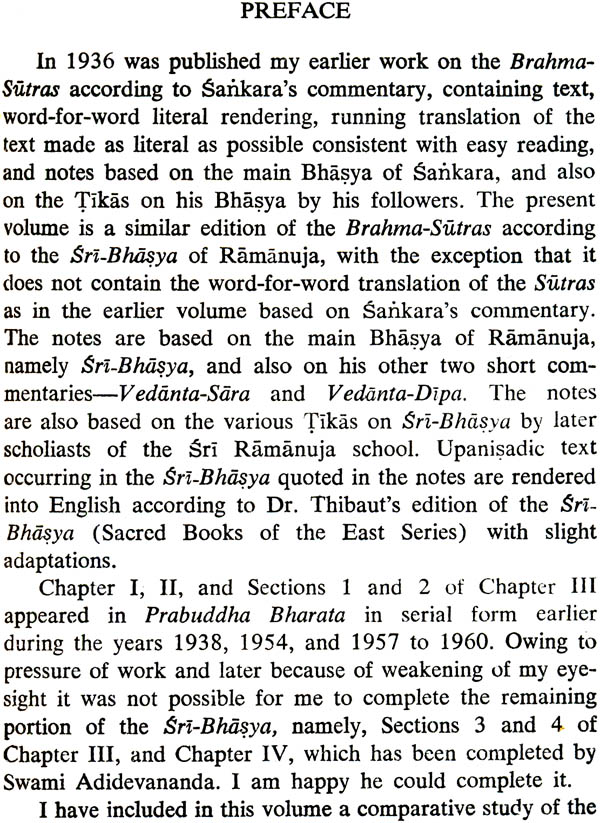 PREFACE
In 1936 was published my earlier work on the Brahma-
Sūtras according to Śaṅkara's commentary, containing text,
word-for-word literal rendering, running translation of the
text made as literal as possible consistent with easy reading,
and notes based on the main Bhāṣya of Śaṅkara, and also
on the Ṭīkās on his Bhāṣya by his followers. The present
volume is a similar edition of the Brahma-Sūtras according
to the Śrī-Bhāṣya of Rāmānuja, with the exception that it
does not contain the word-for-word translation of the Sūtras
as in the earlier volume based on Śaṅkara's commentary.
The notes are based on the main Bhāṣya of Rāmānuja,
namely Śrī-Bhāṣya, and also on his other two short com-
mentaries—Vedānta-Sāra and Vedānta-Dīpa. The notes
are also based on the various Ṭīkās on Śrī-Bhāṣya by later
scholiasts of the Śrī Rāmānuja school. Upaniṣadic text
occurring in the Śrī-Bhāṣya quoted in the notes are rendered
into English according to Dr. Thibaut's edition of the Śrī-
Bhāṣya (Sacred Books of the East Series) with slight
adaptations.
Chapter I, II, and Sections 1 and 2 of Chapter III
appeared in Prabuddha Bharata in serial form earlier
during the years 1938, 1954, and 1957 to 1960. Owing to
pressure of work and later because of weakening of my eye-
sight it was not possible for me to complete the remaining
portion of the Śrī-Bhāṣya, namely, Sections 3 and 4 of
Chapter III, and Chapter IV, which has been completed by
Swami Adidevananda. I am happy he could complete it.
I have included in this volume a comparative study of the